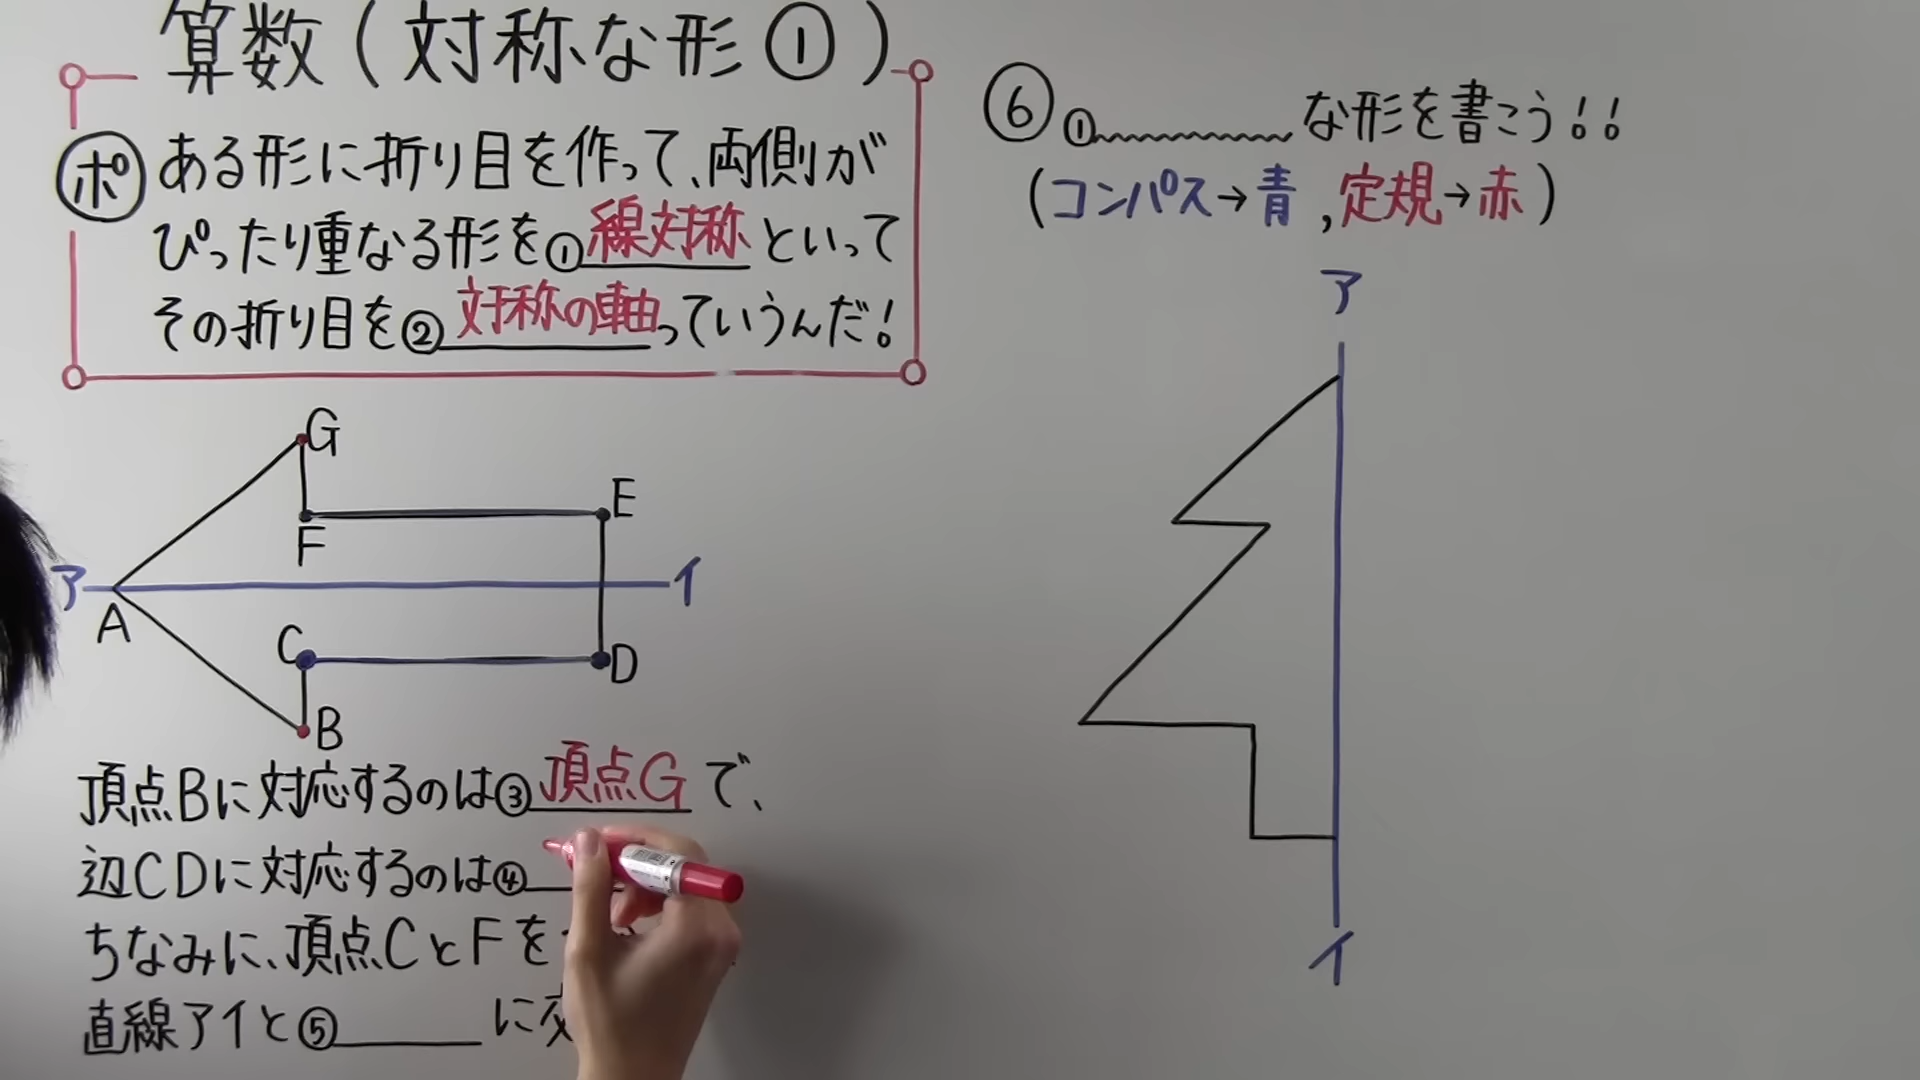 算数(対称な形①)
ポ ある形に折り目を作って、両側が
ぴったり重なる形を①線対称といって
その折り目を②対称の軸っていうんだ!
G
E
F
ア
イ
A
C
D
B
頂点Bに対応するのは③頂点Gで、
辺CDに対応するのは④
ちなみに、頂点CとFを
直線アイと⑤ に交
⑥ ① な形を書こう!!
(コンパス→青,定規→赤)
ア
イ